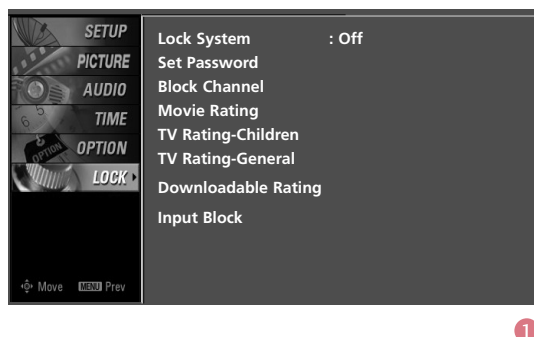 SETUP
PICTURE
AUDIO
TIME
OPTION
LOCK
Move MENU Prev
Lock System : Off
Set Password
Block Channel
Movie Rating
TV Rating-Children
TV Rating-General
Downloadable Rating
Input Block
1